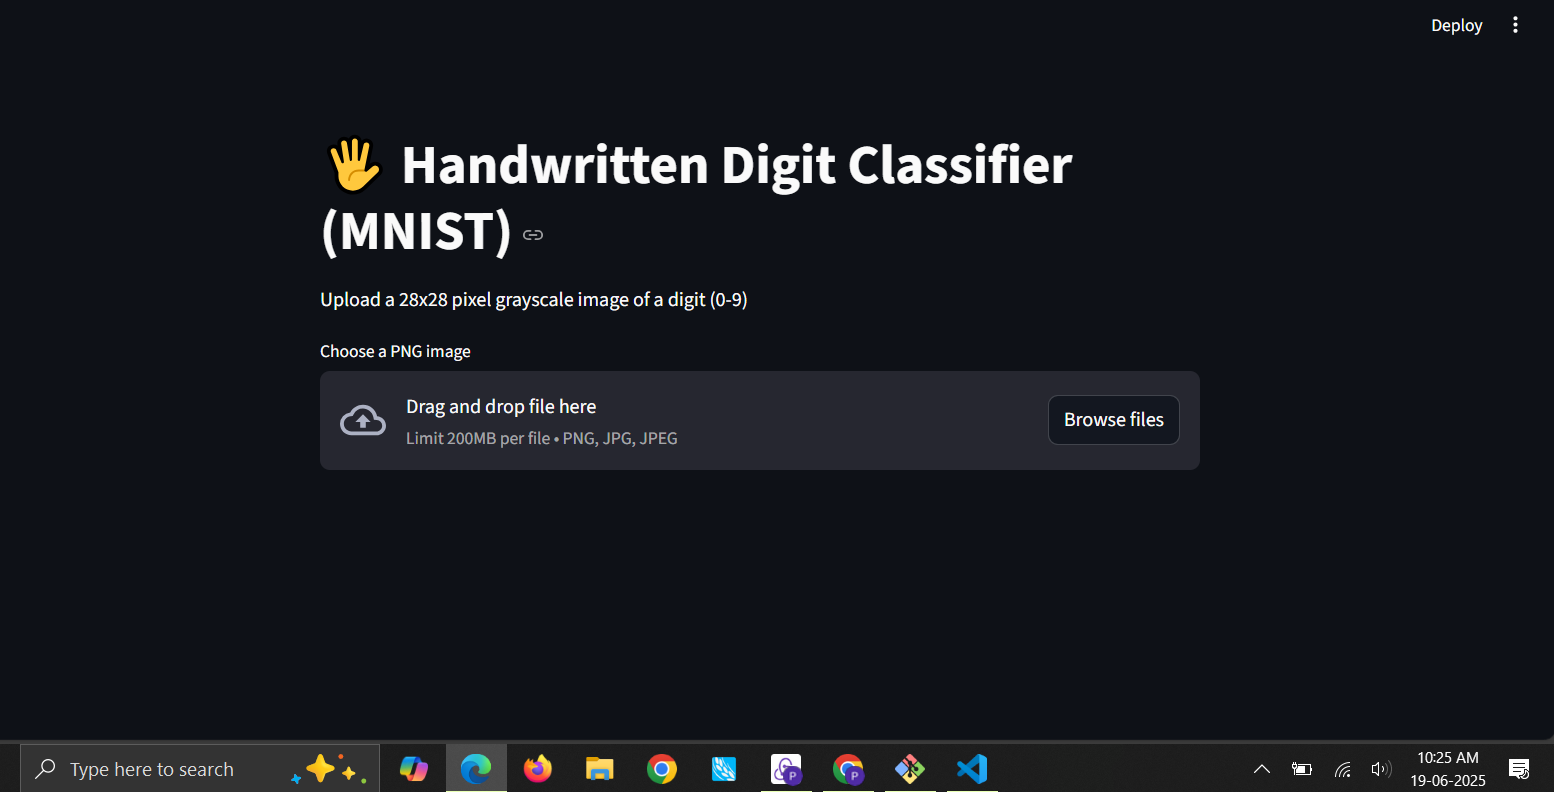 Deploy
🖐 Handwritten Digit Classifier
(MNIST)
Upload a 28x28 pixel grayscale image of a digit (0-9)
Choose a PNG image
Drag and drop file here
Limit 200MB per file • PNG, JPG, JPEG
Browse files
Type here to search
P
P
10:25 AM
19-06-2025